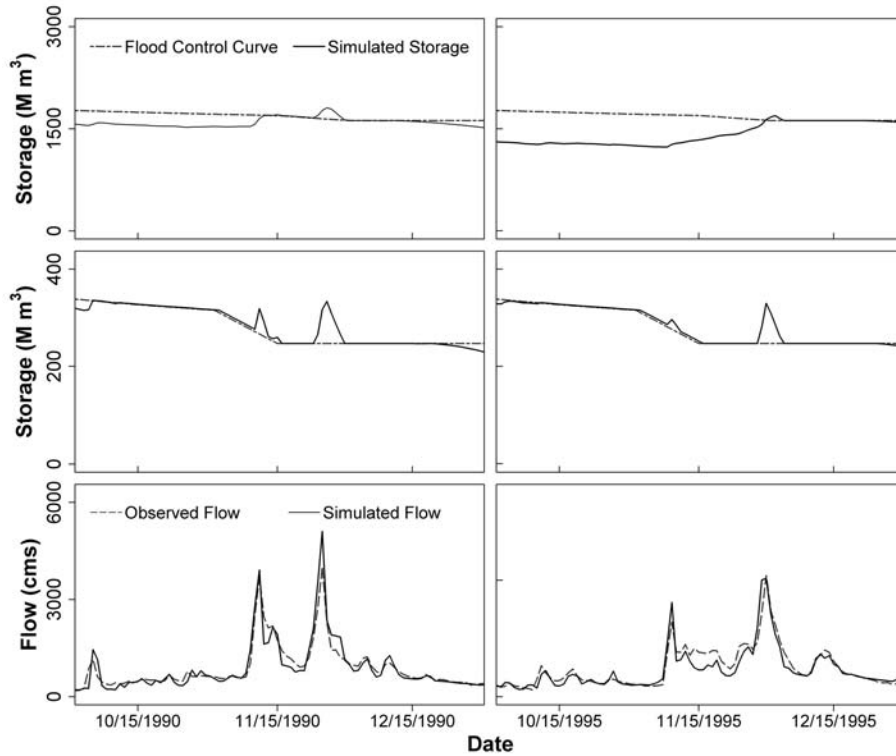 Storage (M m³)
3000
1500
0
Flood Control Curve
Simulated Storage
Storage (M m³)
400
200
0
Flow (cms)
6000
3000
0
Observed Flow
Simulated Flow
10/15/1990
11/15/1990
12/15/1990
10/15/1995
11/15/1995
12/15/1995
Date